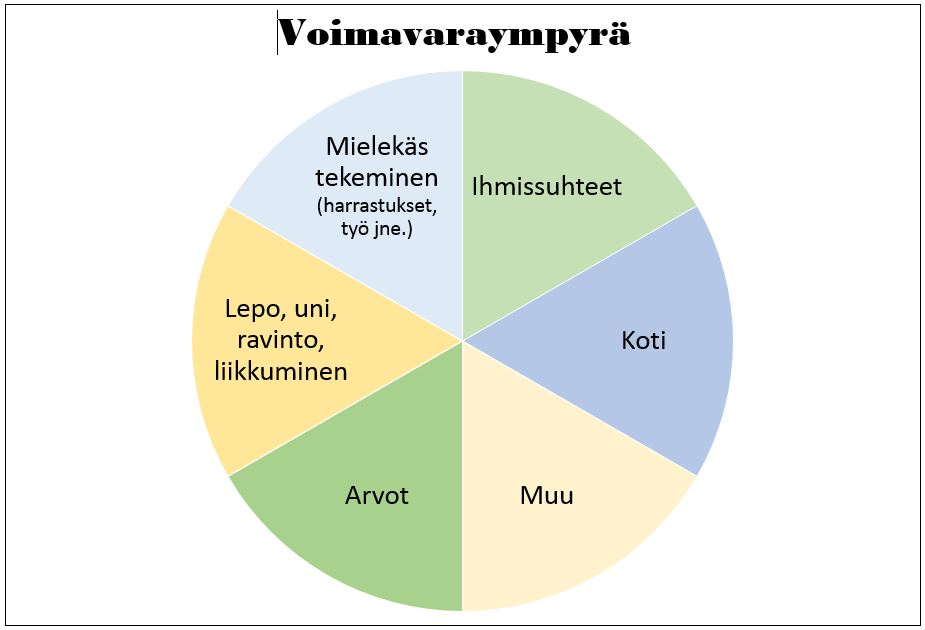 Voimavaraympyrä
Mielekäs
tekeminen
(harrastukset,
työ jne.)
Ihmissuhteet
Lepo, uni,
ravinto,
liikkuminen
Koti
Arvot
Muu